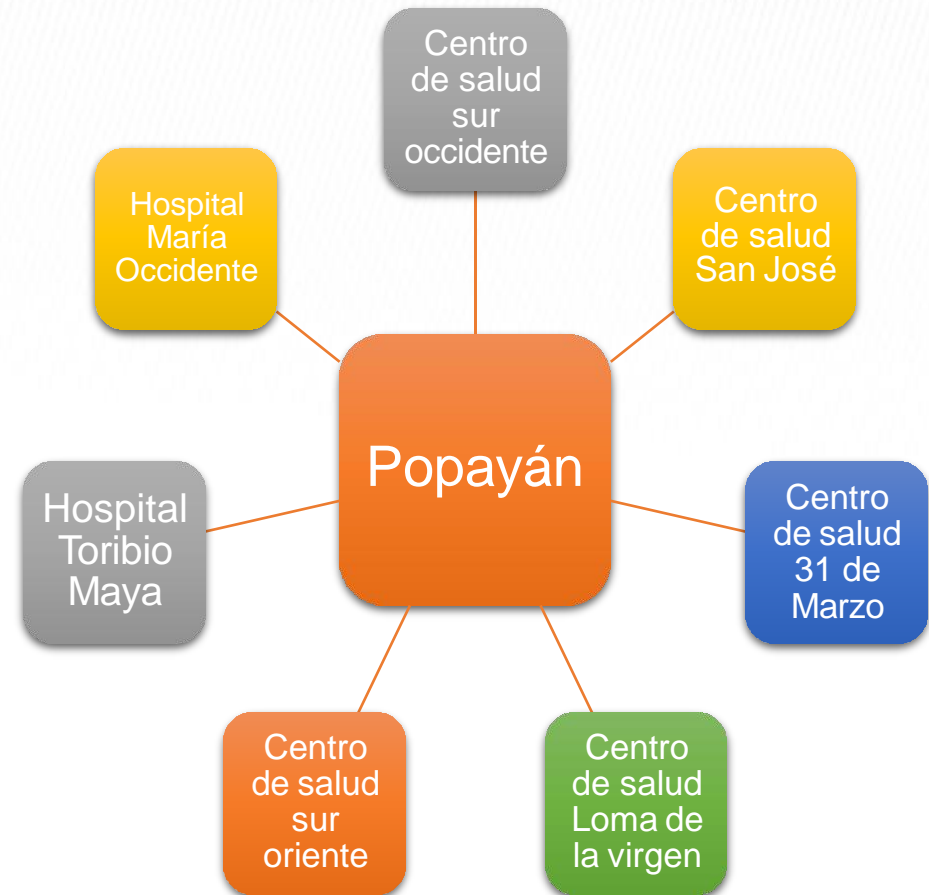 Centro
de salud
sur
occidente
Hospital
María
Occidente
Centro
de salud
San José
Popayán
Hospital
Toribio
Maya
Centro
de salud
31 de
Marzo
Centro
de salud
sur
oriente
Centro
de salud
Loma de
la virgen